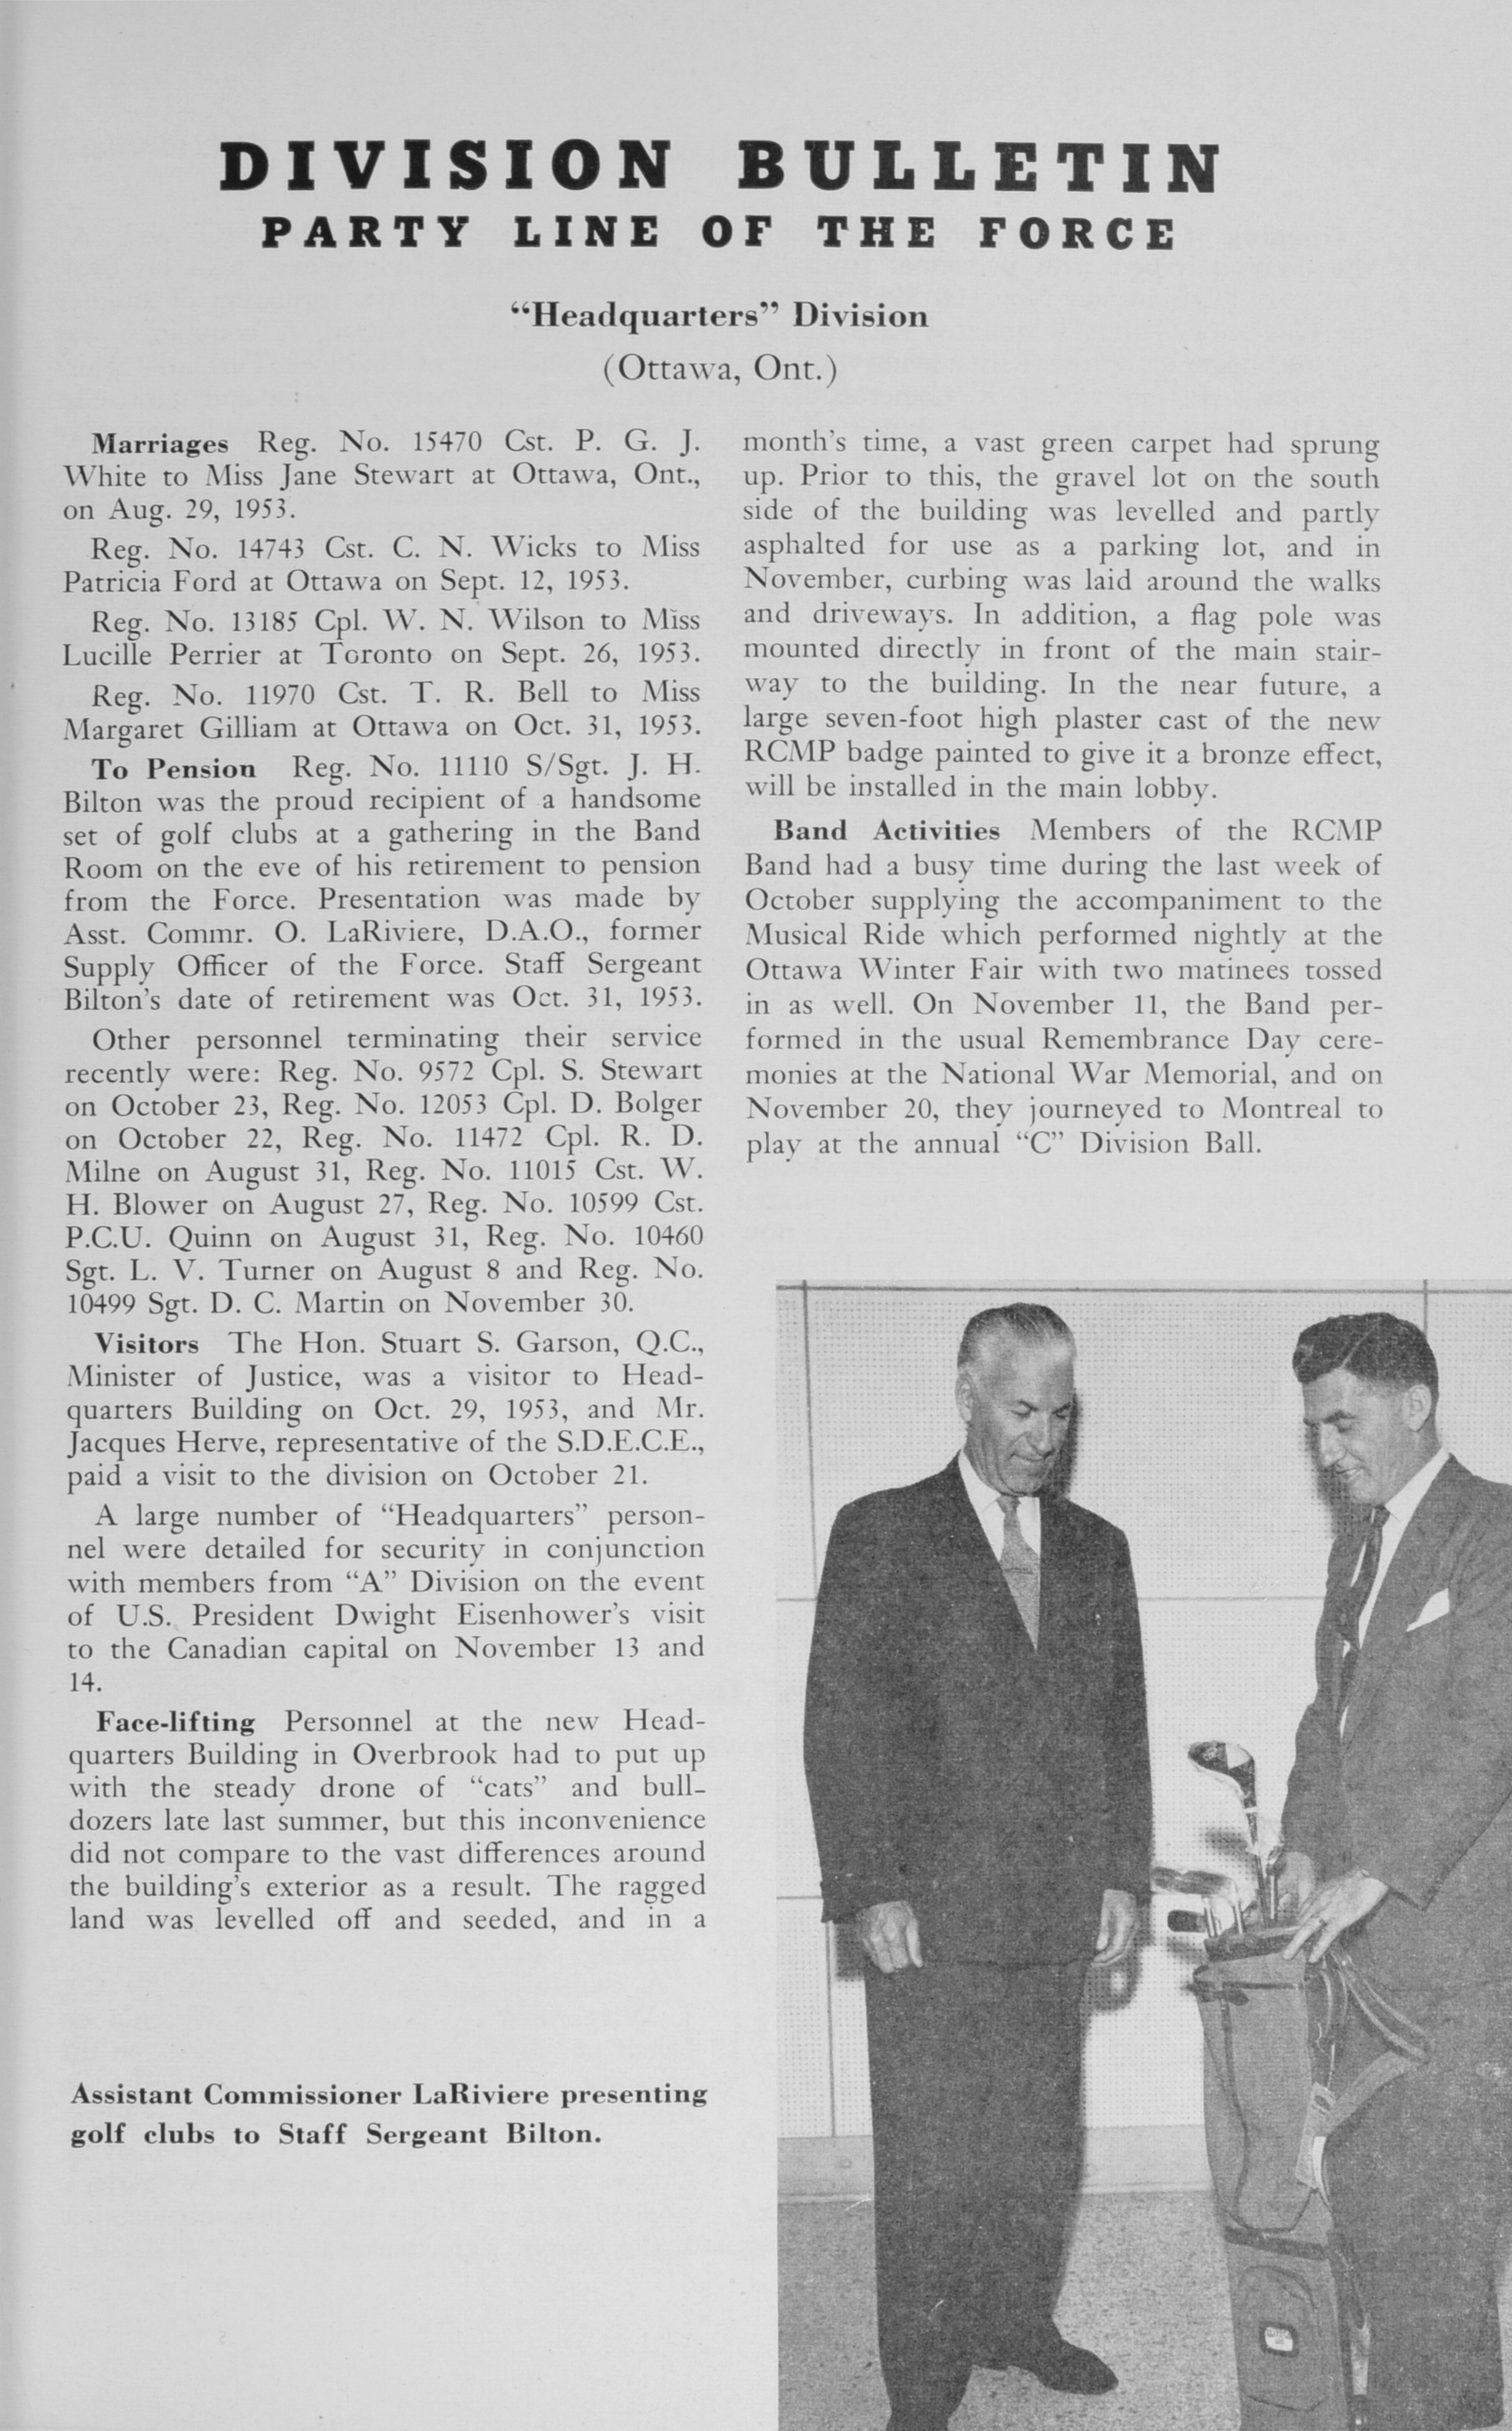 DIVISION BULLETIN
PARTY LINE OF THE FORCE
“Headquarters” Division
(Ottawa, Ont.)
Marriages Reg. No. 15470 Cst. P. G. J.
White to Miss Jane Stewart at Ottawa, Ont.,
on Aug. 29, 1953.
Reg. No. 14743 Cst. C. N. Wicks to Miss
Patricia Ford at Ottawa on Sept. 12, 1953.
Reg. No. 13185 Cpl. W. N. Wilson to Miss
Lucille Perrier at Toronto on Sept. 26, 1953.
Reg. No. 11970 Cst. T. R. Bell to Miss
Margaret Gilliam at Ottawa on Oct. 31, 1953.
To Pension Reg. No. 11110 S/Sgt. J. H.
Bilton was the proud recipient of a handsome
set of golf clubs at a gathering in the Band
Room on the eve of his retirement to pension
from the Force. Presentation was made by
Asst. Commr. O. LaRiviere, D.A.O., former
Supply Officer of the Force. Staff Sergeant
Bilton’s date of retirement was Oct. 31, 1953.
Other personnel terminating their service
recently were: Reg. No. 9572 Cpl. S. Stewart
on October 23, Reg. No. 12053 Cpl. D. Bolger
on October 22, Reg. No. 11472 Cpl. R. D.
Milne on August 31, Reg. No. 11015 Cst. W.
H. Blower on August 27, Reg. No. 10599 Cst.
P.C.U. Quinn on August 31, Reg. No. 10460
Sgt. L. V. Turner on August 8 and Reg. No.
10499 Sgt. D. C. Martin on November 30.
Visitors The Hon. Stuart S. Garson, Q.C.,
Minister of Justice, was a visitor to Head-
quarters Building on Oct. 29, 1953, and Mr.
Jacques Herve, representative of the S.D.E.C.E.,
paid a visit to the division on October 21.
A large number of “Headquarters” person-
nel were detailed for security in conjunction
with members from “A” Division on the event
of U.S. President Dwight Eisenhower’s visit
to the Canadian capital on November 13 and
14.
Face-lifting Personnel at the new Head-
quarters Building in Overbrook had to put up
with the steady drone of “cats” and bull-
dozers late last summer, but this inconvenience
did not compare to the vast differences around
the building’s exterior as a result. The ragged
land was levelled off and seeded, and in a
month’s time, a vast green carpet had sprung
up. Prior to this, the gravel lot on the south
side of the building was levelled and partly
asphalted for use as a parking lot, and in
November, curbing was laid around the walks
and driveways. In addition, a flag pole was
mounted directly in front of the main stair-
way to the building. In the near future, a
large seven-foot high plaster cast of the new
RCMP badge painted to give it a bronze effect,
will be installed in the main lobby.
Band Activities Members of the RCMP
Band had a busy time during the last week of
October supplying the accompaniment to the
Musical Ride which performed nightly at the
Ottawa Winter Fair with two matinees tossed
in as well. On November 11, the Band per-
formed in the usual Remembrance Day cere-
monies at the National War Memorial, and on
November 20, they journeyed to Montreal to
play at the annual “C” Division Ball.
Assistant Commissioner LaRiviere presenting
golf clubs to Staff Sergeant Bilton.